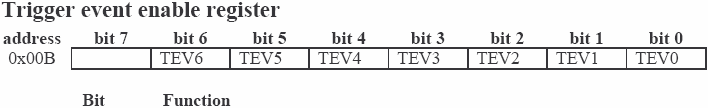 Trigger event enable register
address bit 7 bit 6 bit 5 bit 4 bit 3 bit 2 bit 1 bit 0
0x00B TEV6 TEV5 TEV4 TEV3 TEV2 TEV1 TEV0
Bit Function